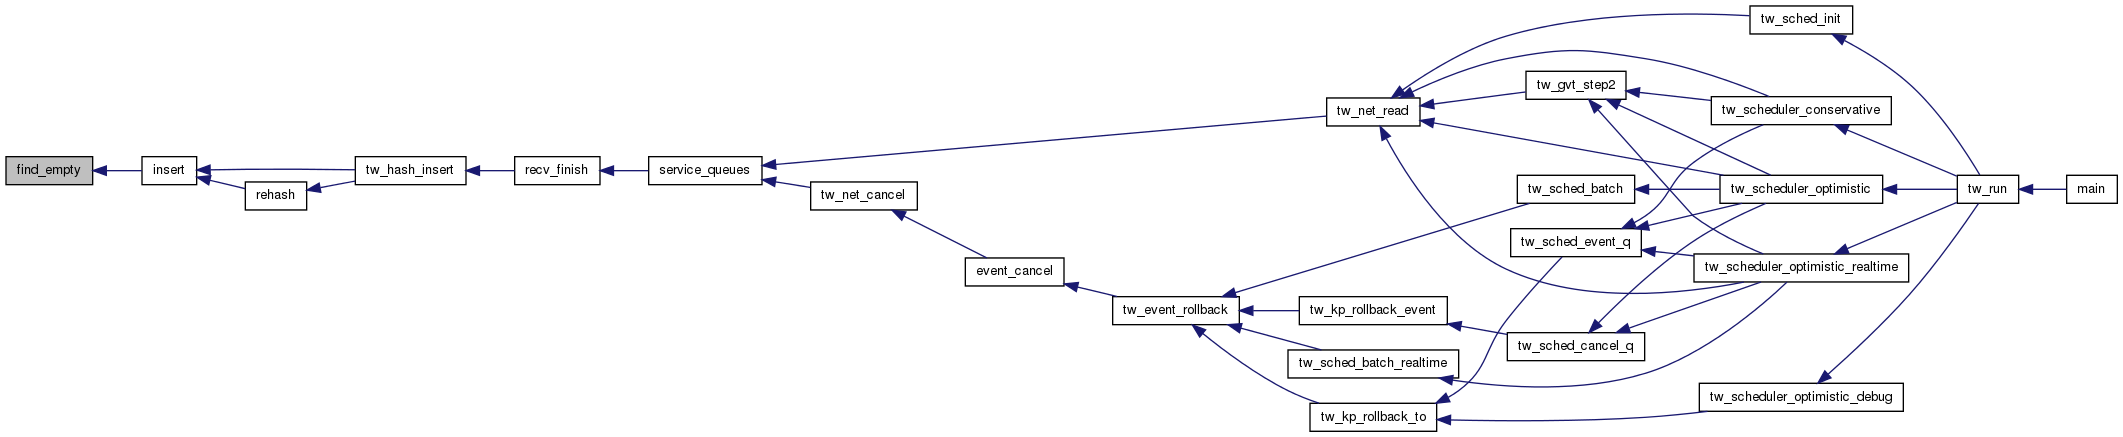 find_empty
insert
rehash
tw_hash_insert
recv_finish
service_queues
tw_net_cancel
event_cancel
tw_event_rollback
tw_net_read
tw_kp_rollback_event
tw_sched_batch_realtime
tw_kp_rollback_to
tw_sched_init
tw_gvt_step2
tw_scheduler_conservative
tw_sched_batch
tw_scheduler_optimistic
tw_sched_event_q
tw_scheduler_optimistic_realtime
tw_sched_cancel_q
tw_scheduler_optimistic_debug
tw_run
main